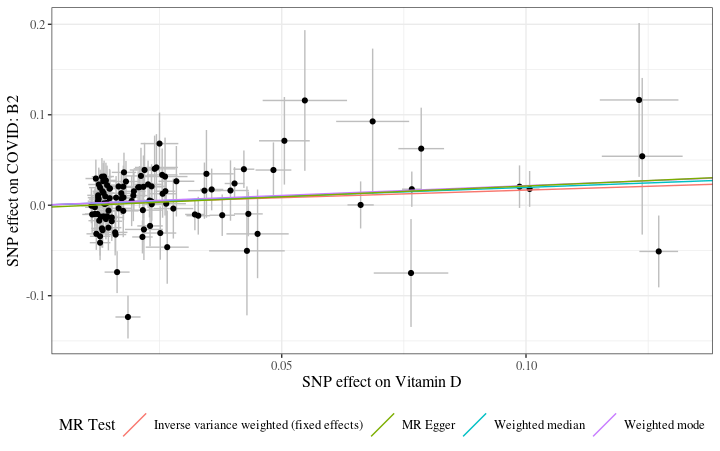 0.2
0.1
0.0
-0.1
SNP effect on COVID: B2
0.05
0.10
SNP effect on Vitamin D
MR Test
Inverse variance weighted (fixed effects)
MR Egger
Weighted median
Weighted mode